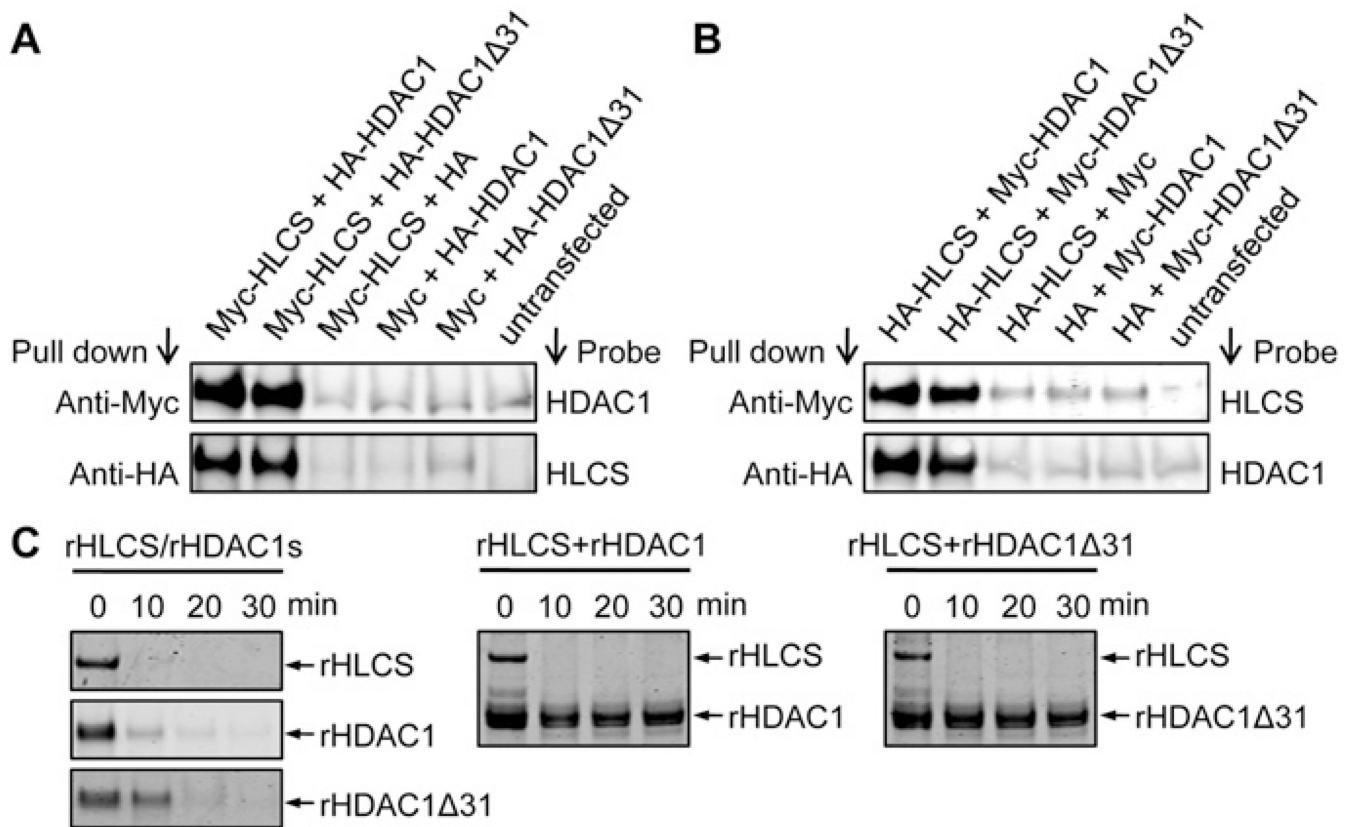 A
Myc-HLCS + HA-HDAC1
Myc-HLCS + HA-HDAC1Δ31
Myc-HLCS + HA
Myc + HA-HDAC1
Myc + HA-HDAC1Δ31
untransfected
Pull down ↓
↓ Probe
Anti-Myc
HDAC1
Anti-HA
HLCS
B
HA-HLCS + Myc-HDAC1
HA-HLCS + Myc-HDAC1Δ31
HA-HLCS + Myc
HA + Myc-HDAC1
HA + Myc-HDAC1Δ31
untransfected
Pull down ↓
↓ Probe
Anti-Myc
HLCS
Anti-HA
HDAC1
C
rHLCS/rHDAC1s
0 10 20 30 min
←rHLCS
←rHDAC1
←rHDAC1Δ31
rHLCS+rHDAC1
0 10 20 30 min
←rHLCS
←rHDAC1
rHLCS+rHDAC1Δ31
0 10 20 30 min
←rHLCS
←rHDAC1Δ31